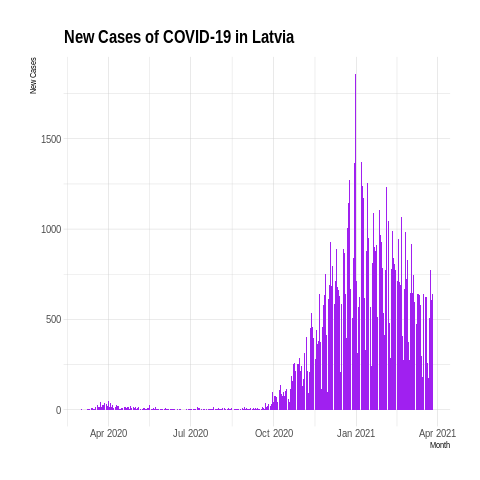 New Cases of COVID-19 in Latvia
New Cases
1500
1000
500
0
Apr 2020
Jul 2020
Oct 2020
Jan 2021
Apr 2021
Month